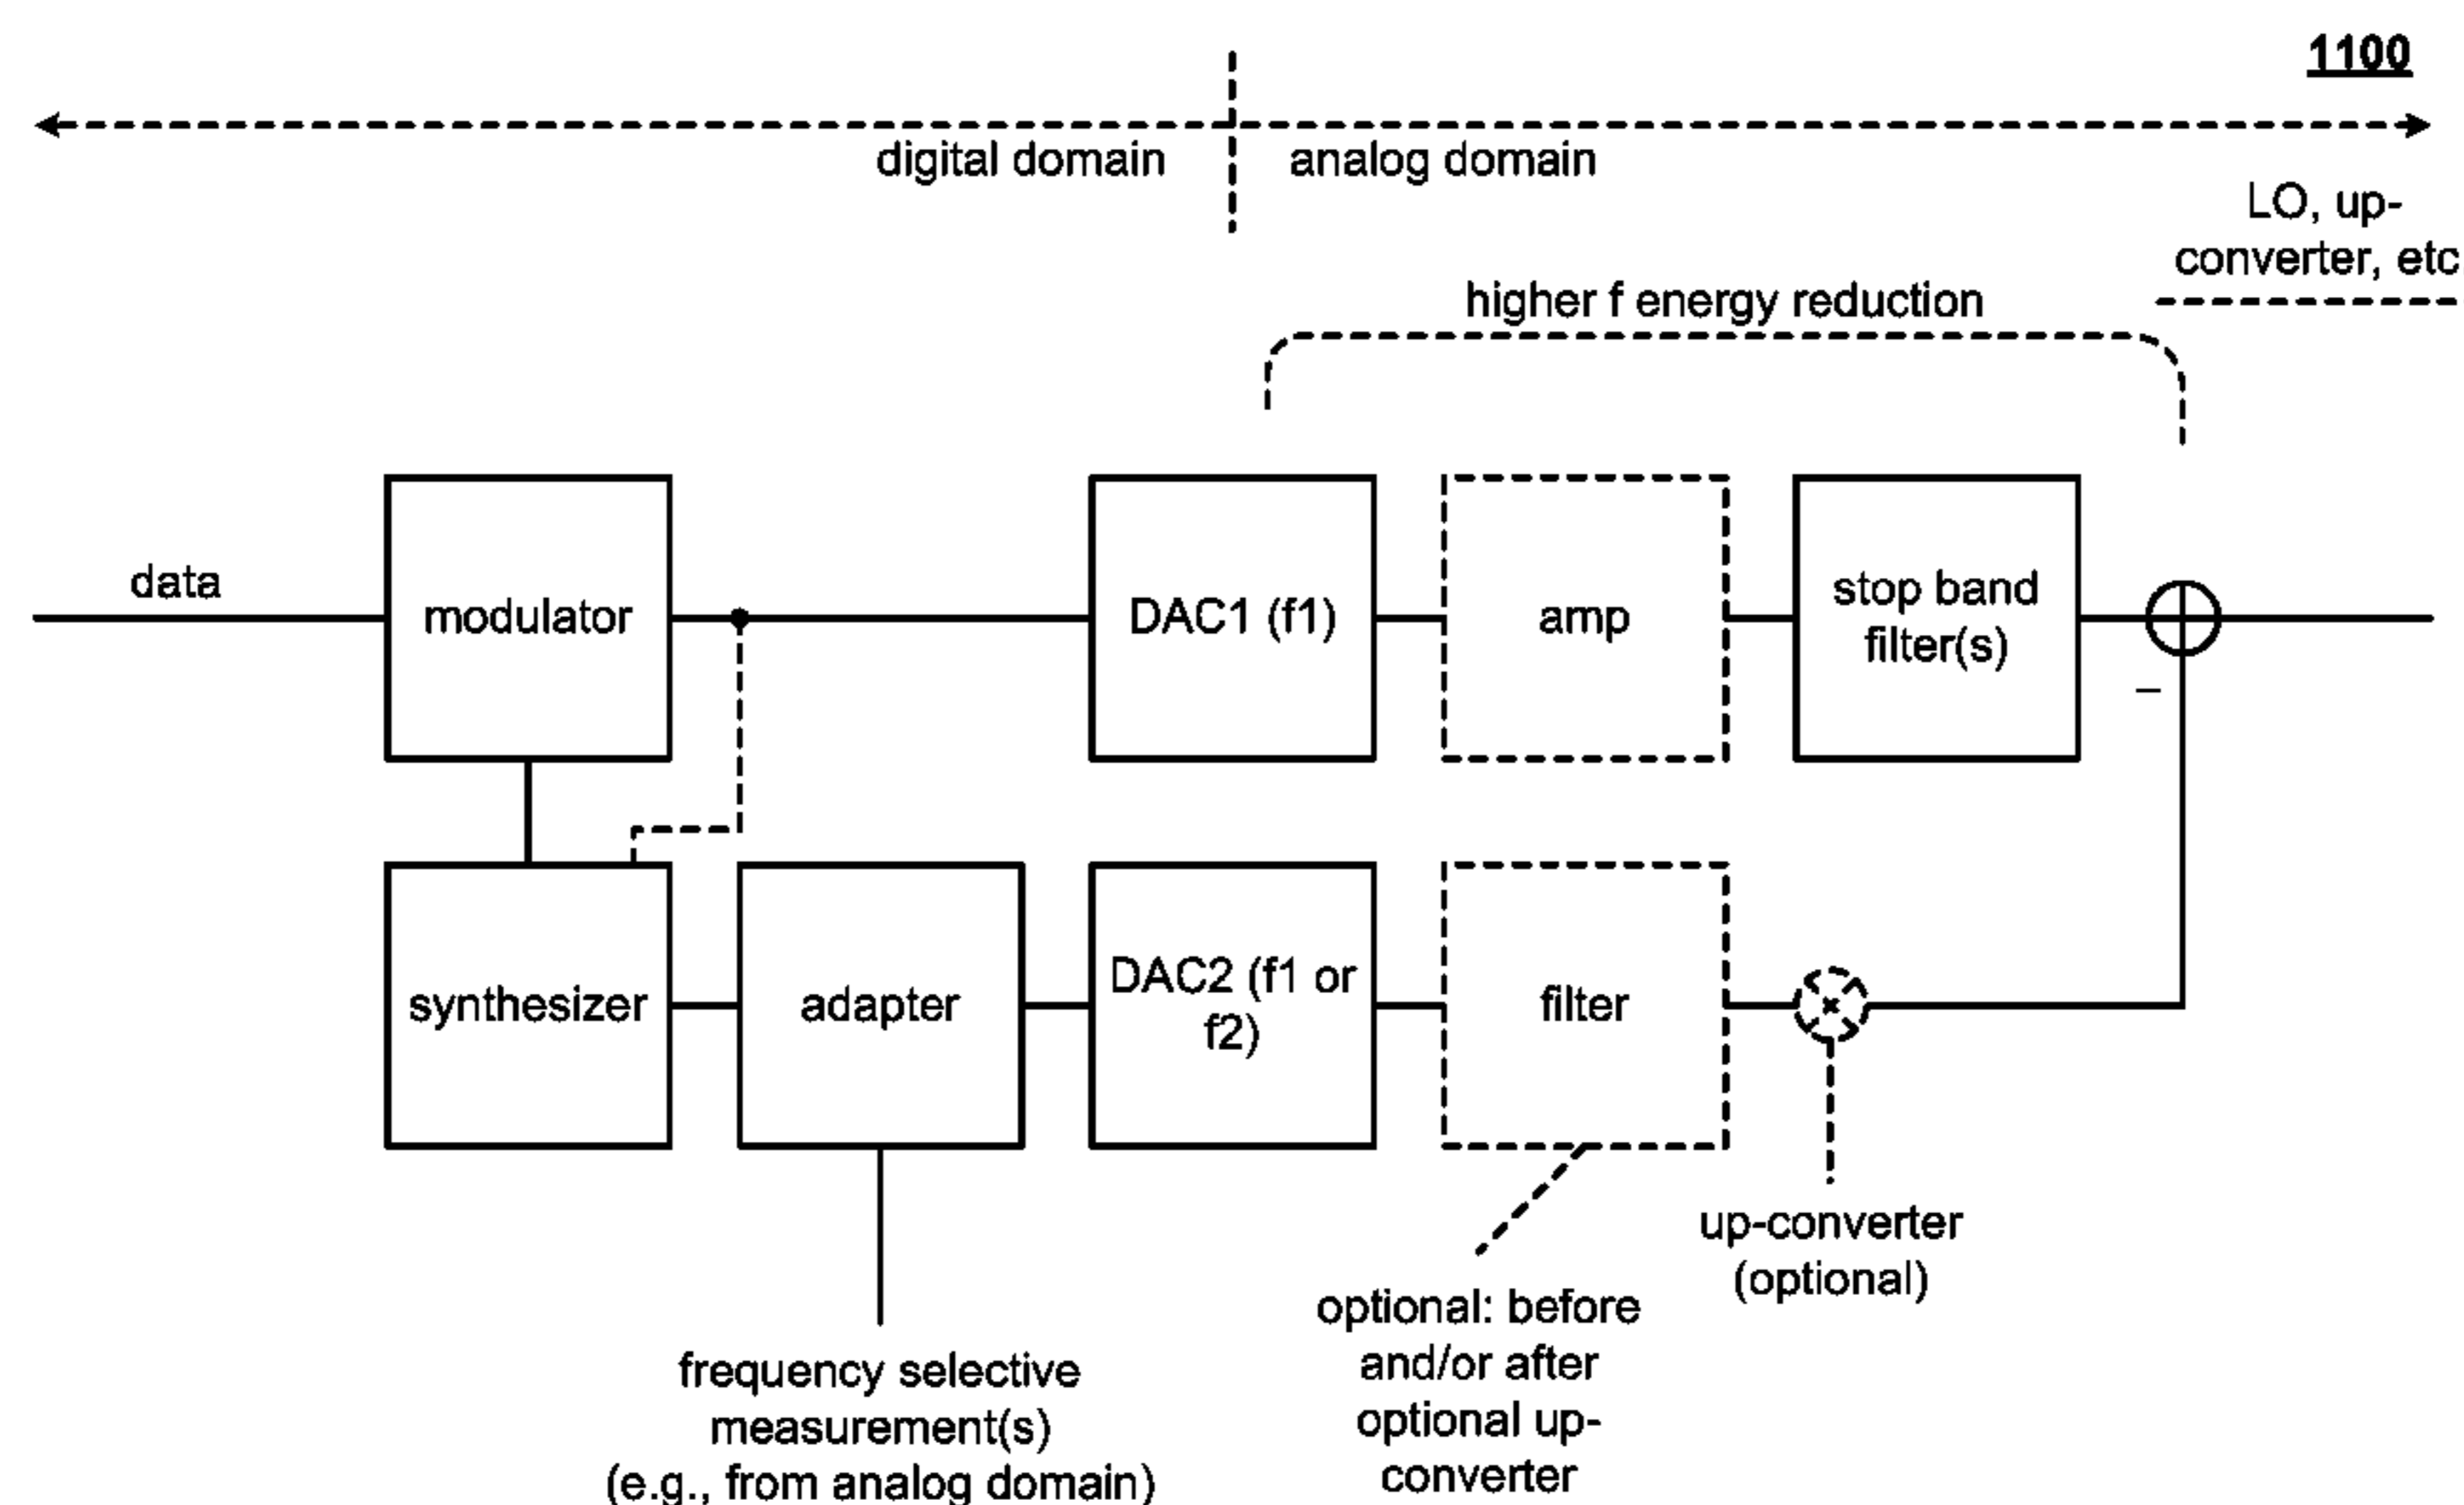 1100
digital domain
analog domain
LO, up-
converter, etc
higher f energy reduction
data
modulator
DAC1 (f1)
amp
stop band
filter(s)
–
synthesizer
adapter
DAC2 (f1 or
f2)
filter
up-converter
(optional)
optional: before
and/or after
optional up-
converter
frequency selective
measurement(s)
(e.g., from analog domain)